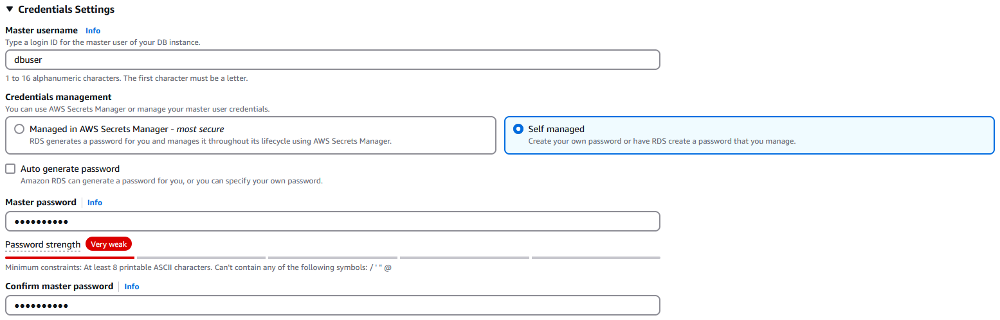 ▼ Credentials Settings
Master username Info
Type a login ID for the master user of your DB instance.
dbuser
1 to 16 alphanumeric characters. The first character must be a letter.
Credentials management
You can use AWS Secrets Manager or manage your master user credentials.
Managed in AWS Secrets Manager - most secure
RDS generates a password for you and manages it throughout its lifecycle using AWS Secrets Manager.
Self managed
Create your own password or have RDS create a password that you manage.
Auto generate password
Amazon RDS can generate a password for you, or you can specify your own password.
Master password Info
••••••••••
Password strength Very weak
Minimum constraints: At least 8 printable ASCII characters. Can't contain any of the following symbols: / ' " @
Confirm master password Info
••••••••••